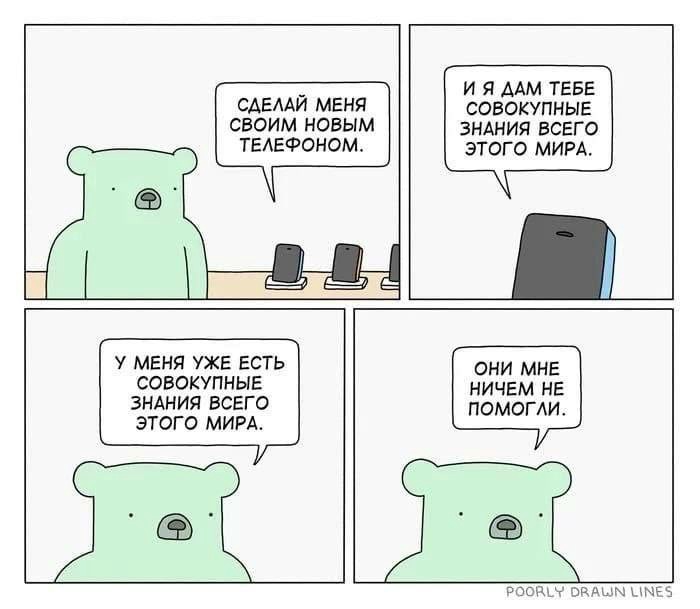 СДЕЛАЙ МЕНЯ
СВОИМ НОВЫМ
ТЕЛЕФОНОМ.
И Я ДАМ ТЕБЕ
СОВОКУПНЫЕ
ЗНАНИЯ ВСЕГО
ЭТОГО МИРА.
У МЕНЯ УЖЕ ЕСТЬ
СОВОКУПНЫЕ
ЗНАНИЯ ВСЕГО
ЭТОГО МИРА.
ОНИ МНЕ
НИЧЕМ НЕ
ПОМОГЛИ.
POORLY DRAWN LINES